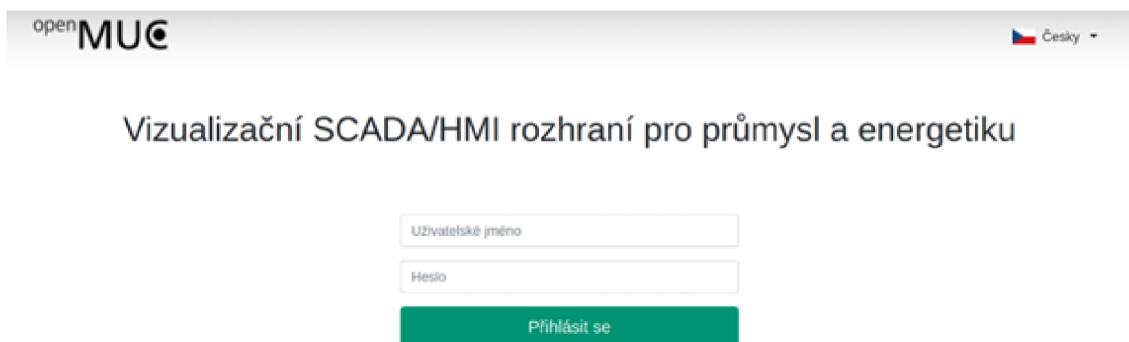 openMUC
Česky
Vizualizační SCADA/HMI rozhraní pro průmysl a energetiku
Uživatelské jméno
Heslo
Přihlásit se